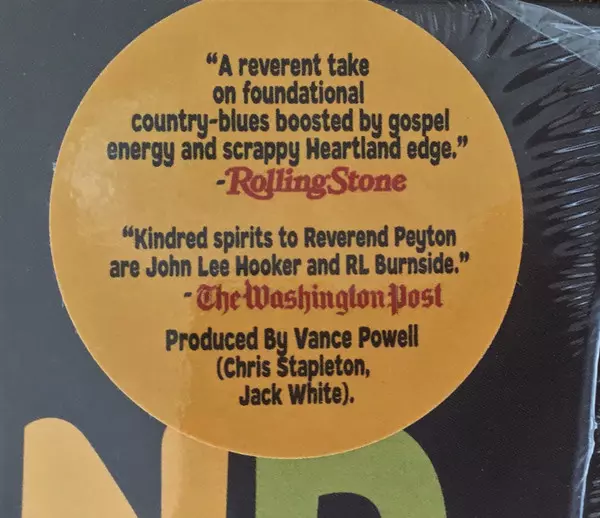 “A reverent take
on foundational
country-blues boosted by gospel
energy and scrappy Heartland edge.”
-RollingStone
“Kindred spirits to Reverend Peyton
are John Lee Hooker and RL Burnside.”
- The Washington Post
Produced By Vance Powell
(Chris Stapleton,
Jack White).